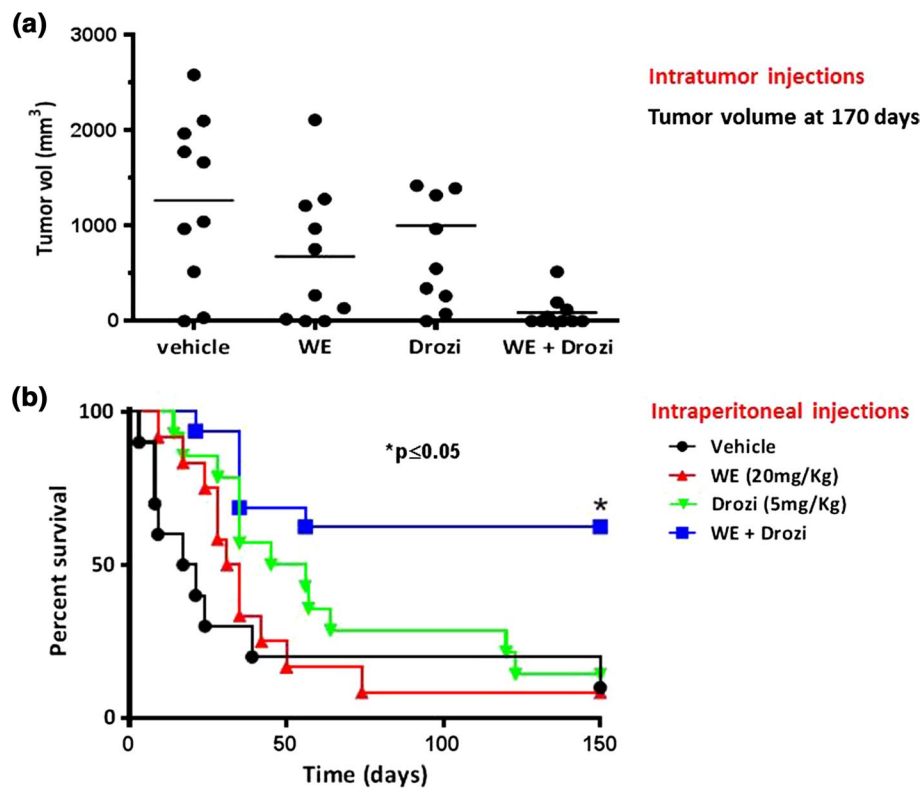 (a)
3000
2000
1000
0
Tumor vol (mm³)
vehicle WE Drozi WE + Drozi
Intratumor injections
Tumor volume at 170 days
(b)
100
50
0
Percent survival
*p≤0.05
*
0 50 100 150
Time (days)
Intraperitoneal injections
Vehicle
WE (20mg/Kg)
Drozi (5mg/Kg)
WE + Drozi